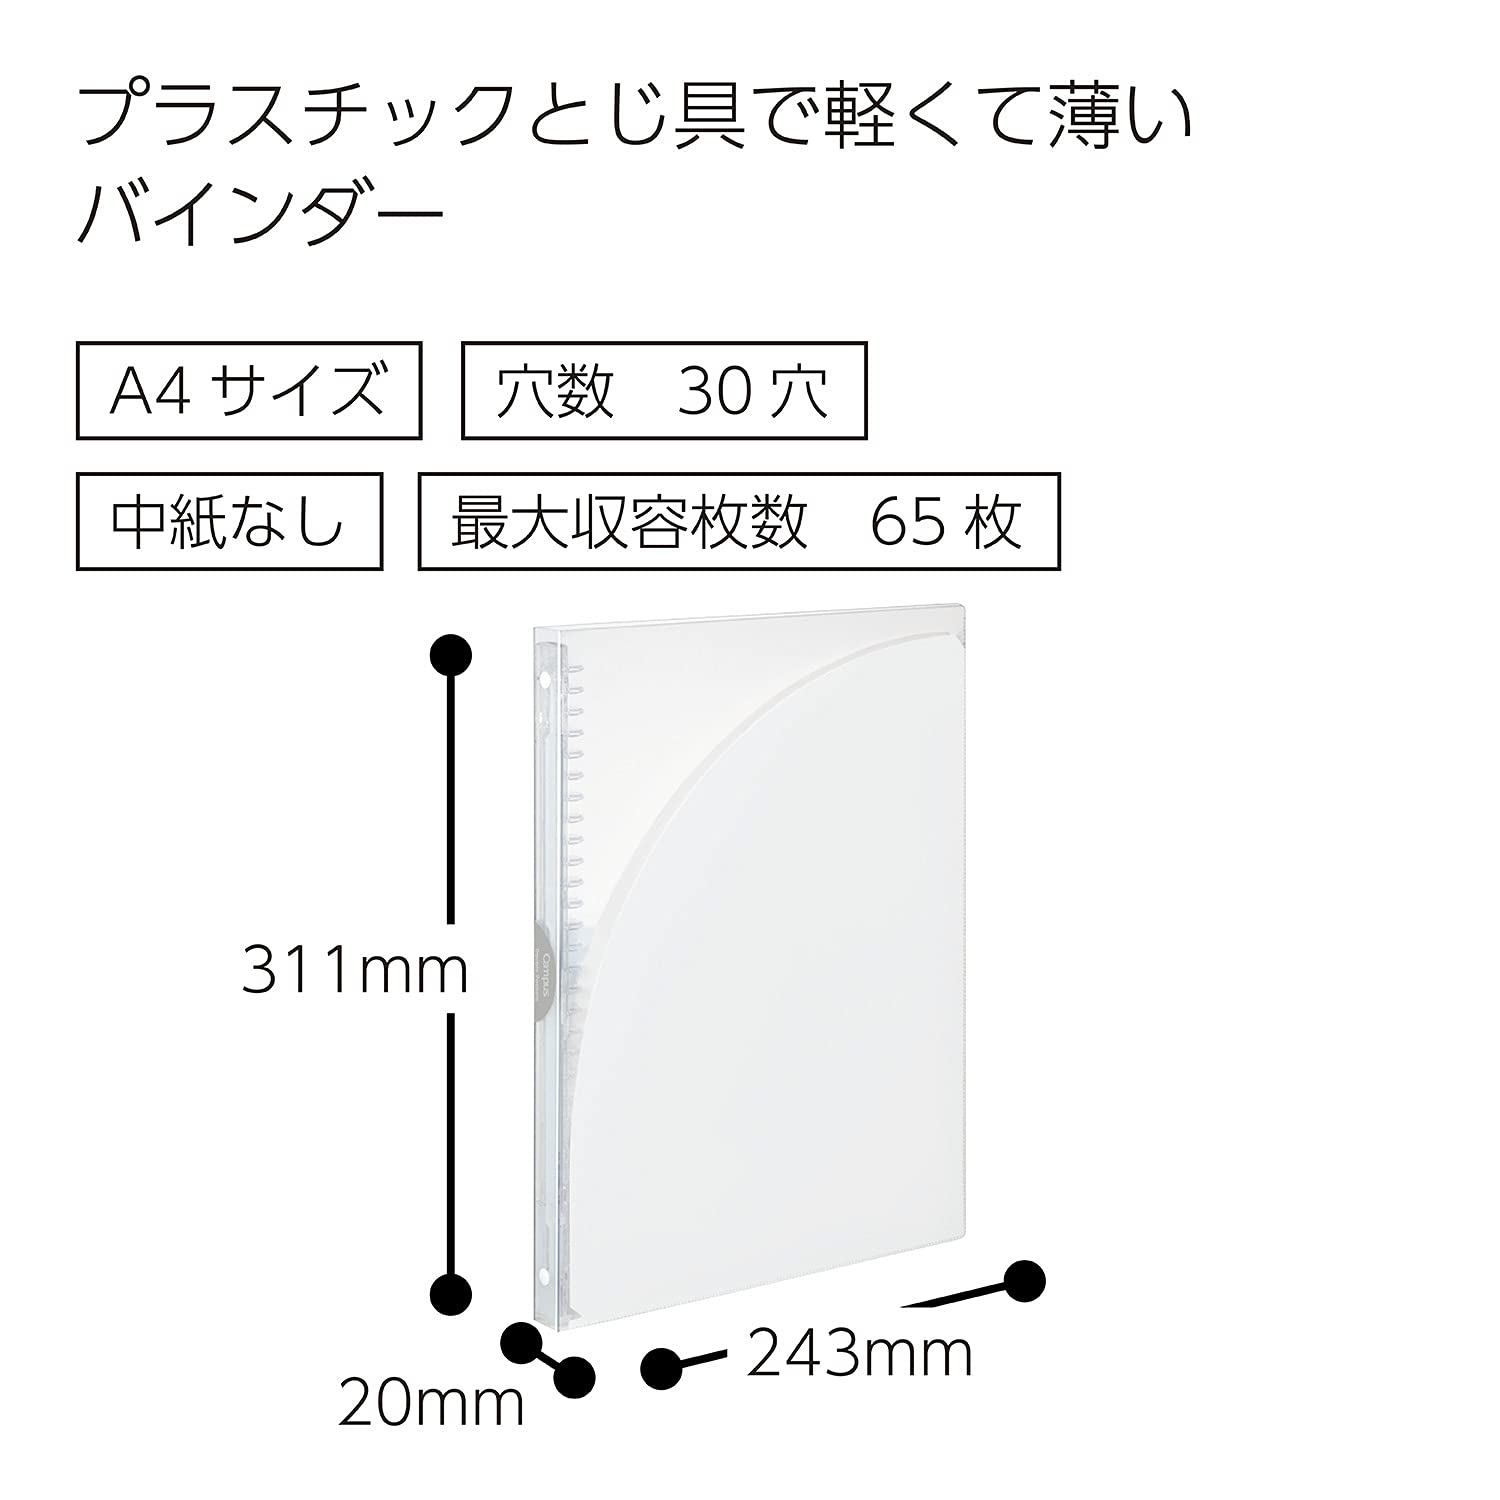 プラスチックとじ具で軽くて薄い
バインダー
A4 サイズ
穴数　30 穴
中紙なし
最大収容枚数　65 枚
311mm
Campus
20mm
243mm